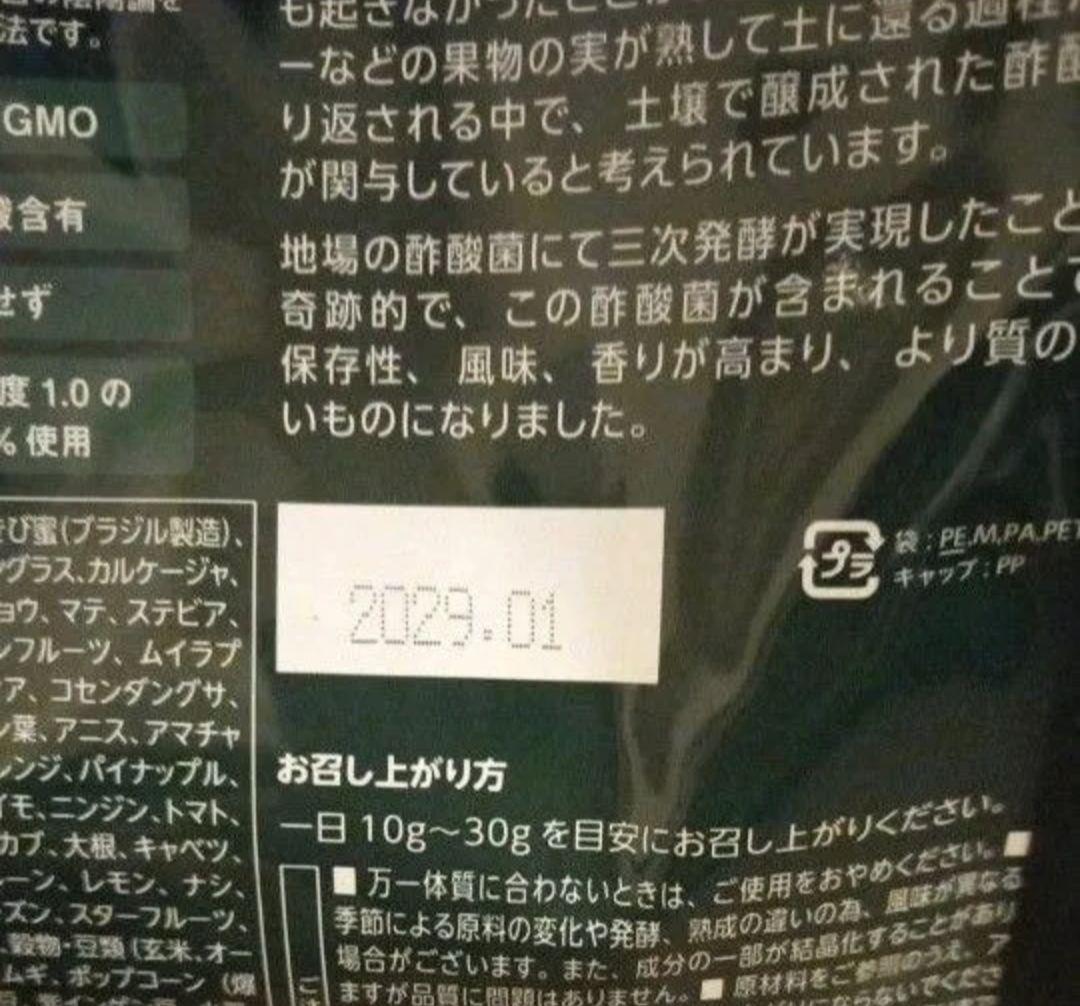 法です。
GMO
含有
せず
度 1.0 の
% 使用
も起さなかったこと
ーなどの果物の実が熟して土に還る過程
り返される中で、土壌で醸成された酢酸
が関与していると考えられています。
地場の酢酸菌にて三次発酵が実現したこと
奇跡的で、この酢酸菌が含まれることで
保存性、風味、香りが高まり、より質の
いものになりました。
び蜜(ブラジル製造)、
グラス、カルケージャ、
ョウ、マテ、ステビア、
ンフルーツ、ムイラプ
ア、コセンダングサ、
ン葉、アニス、アマチャ
レンジ、パイナップル、
イモ、ニンジン、トマト、
カブ、大根、キャベツ、
ーン、レモン、ナシ、
ズン、スターフルーツ、
、穀物・豆類(玄米、オー
ムギ、ポップコーン(爆
2029.01
プラ
袋:PE,M,PA,PET
キャップ:PP
お召し上がり方
一日 10g~30g を目安にお召し上がりください。
■ 万一体質に合わないときは、ご使用をおやめください。■
季節による原料の変化や発酵、熟成の違いの為、風味が異なる
場合がございます。また、成分の一部が結晶化することがあり
ますが品質に問題はありません。■ 原材料をご参照のうえ、ア